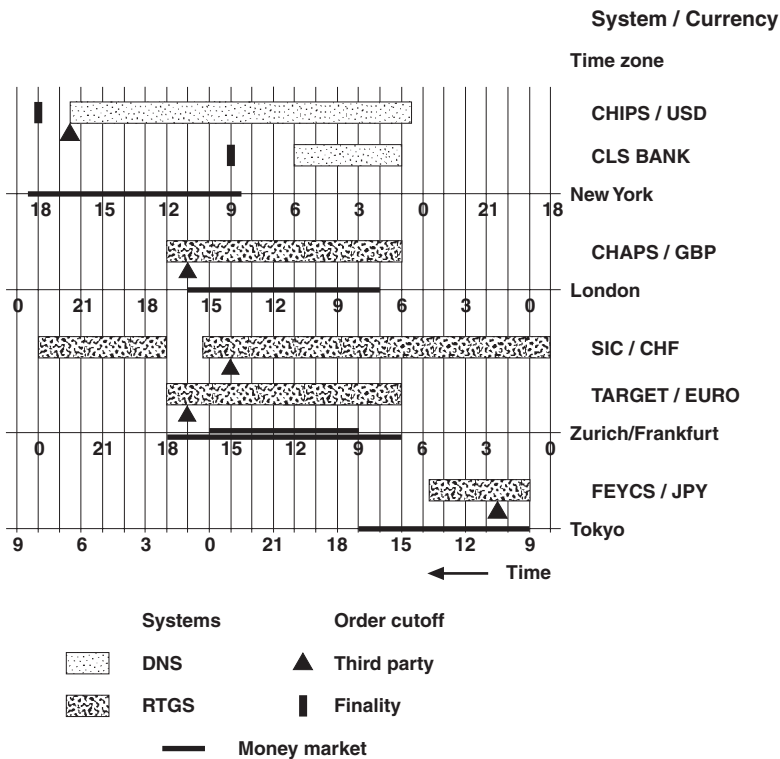 System / Currency
Time zone
CHIPS / USD
CLS BANK
New York
18 15 12 9 6 3 0 21 18
CHAPS / GBP
London
0 21 18 15 12 9 6 3 0
SIC / CHF
TARGET / EURO
Zurich/Frankfurt
0 21 18 15 12 9 6 3 0
FEYCS / JPY
Tokyo
9 6 3 0 21 18 15 12 9
Time
Systems Order cutoff
DNS Third party
RTGS Finality
Money market